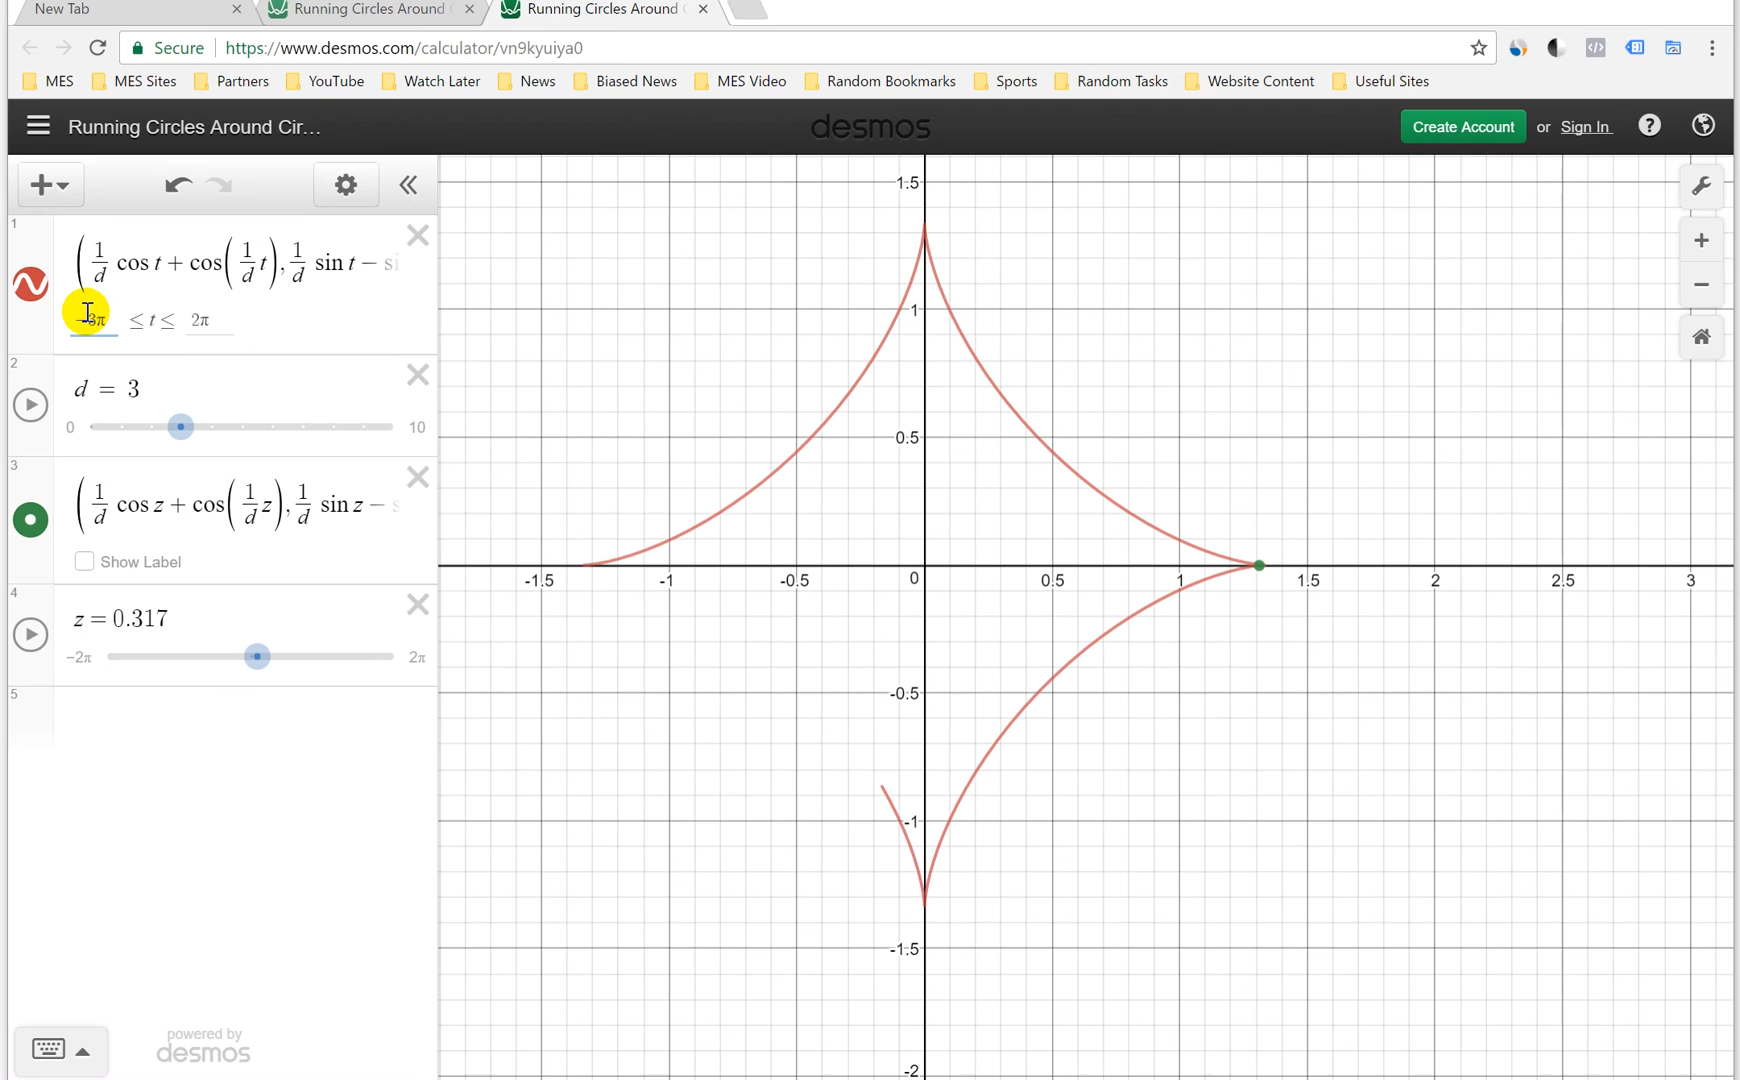 New Tab
Running Circles Around
Running Circles Around
Secure
https://www.desmos.com/calculator/vn9kyuiya0
MES
MES Sites
Partners
YouTube
Watch Later
News
Biased News
MES Video
Random Bookmarks
Sports
Random Tasks
Website Content
Useful Sites
Running Circles Around Cir...
desmos
Create Account
or
Sign In
?
1
(1/d cos t + cos(1/d t), 1/d sin t − si
−3π ≤ t ≤ 2π
2
d = 3
0
10
3
(1/d cos z + cos(1/d z), 1/d sin z − s
Show Label
4
z = 0.317
−2π
2π
5
powered by
desmos
1.5
1
0.5
-1.5
-1
-0.5
0
0.5
1
1.5
2
2.5
3
-0.5
-1
-1.5
-2